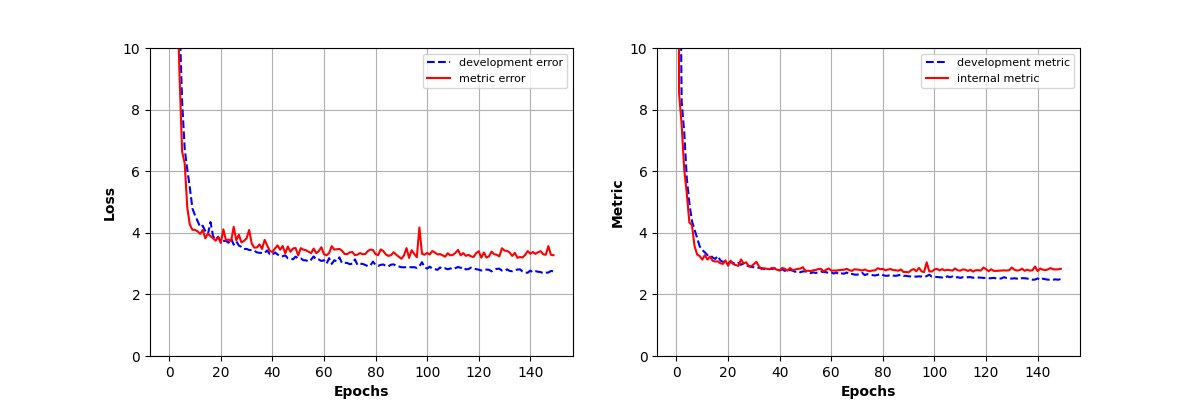 10
8
6
4
2
0
0 20 40 60 80 100 120 140
Loss
Epochs
development error
metric error
10
8
6
4
2
0
0 20 40 60 80 100 120 140
Metric
Epochs
development metric
internal metric